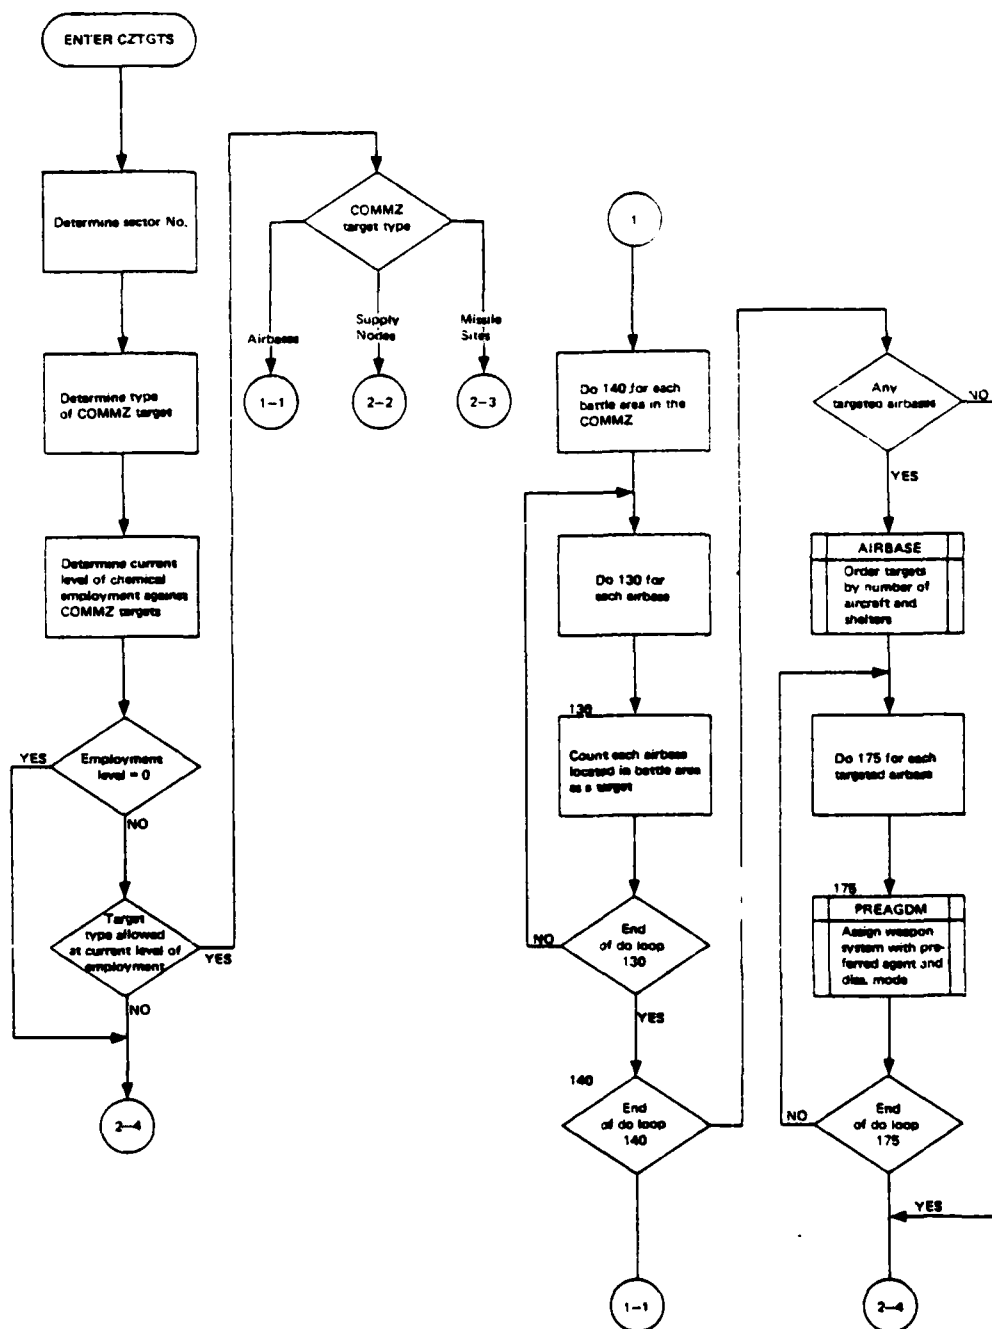 ENTER CZTGTS
Determine sector No.
Determine type
of COMMZ target
Determine current
level of chemical
employment against
COMMZ targets
YES
Employment
level = 0
NO
Target
type allowed
at current level of
employment
YES
NO
2-4
COMMZ
target type
Airbases
Supply
Nodes
Missile
Sites
1-1
2-2
2-3
1
Do 140 for each
battle area in the
COMMZ
Do 130 for
each airbase
130
Count each airbase
located in battle area
as a target
NO
End
of do loop
130
YES
140
End
of do loop
140
1-1
Any
targeted airbases
NO
YES
AIRBASE
Order targets
by number of
aircraft and
shelters
Do 175 for each
targeted airbase
175
PREAGDM
Assign weapon
system with pre-
ferred agent and
diss. mode
NO
End
of do loop
175
YES
2-4